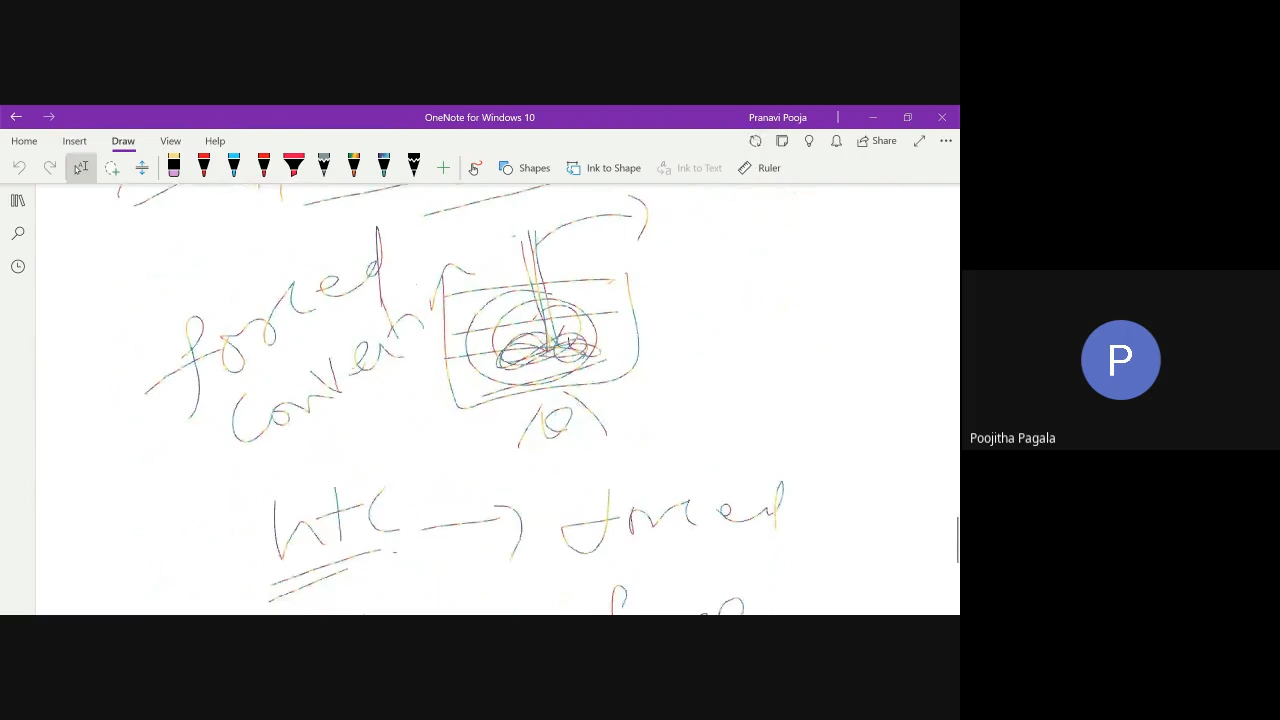 OneNote for Windows 10
Pranavi Pooja
Home Insert Draw View Help
Share
Shapes Ink to Shape Ink to Text Ruler
forced
conven
htc → forced
P
Poojitha Pagala